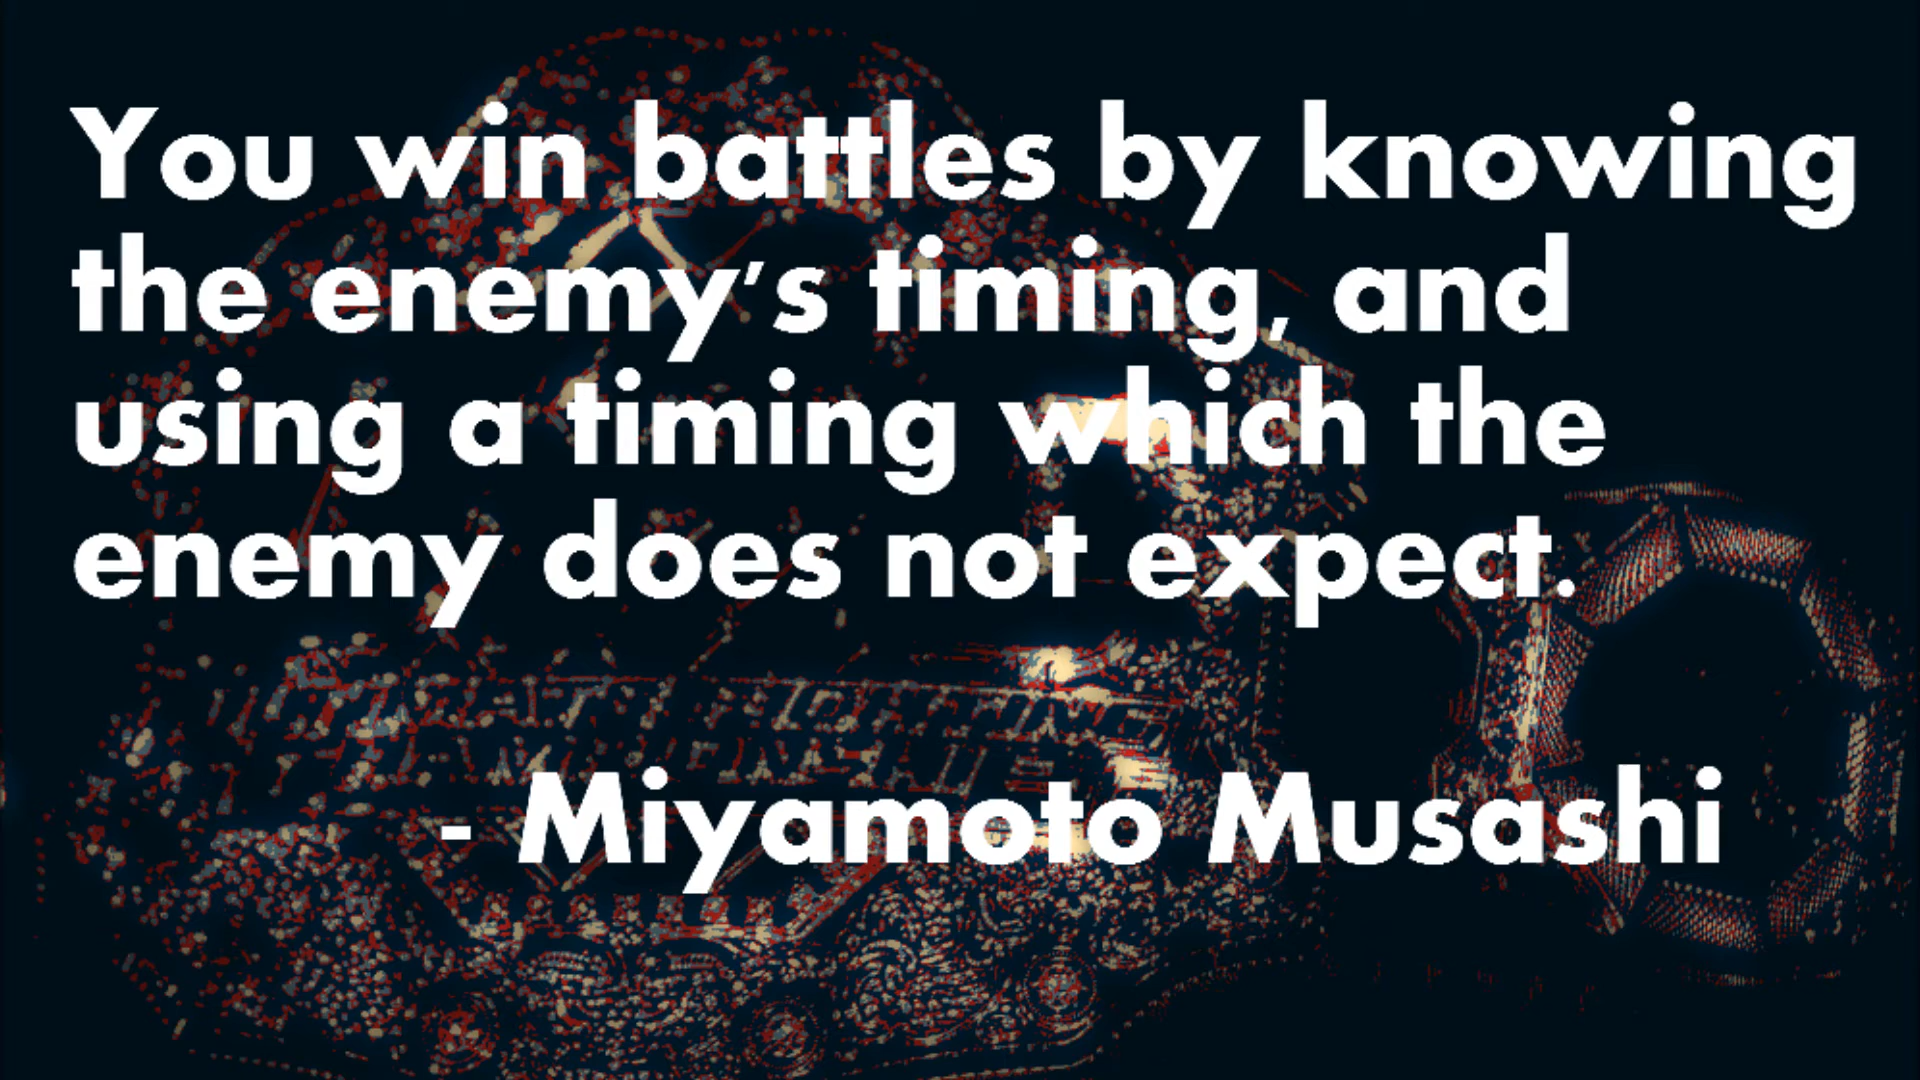 You win battles by knowing
the enemy's timing, and
using a timing which the
enemy does not expect.
- Miyamoto Musashi